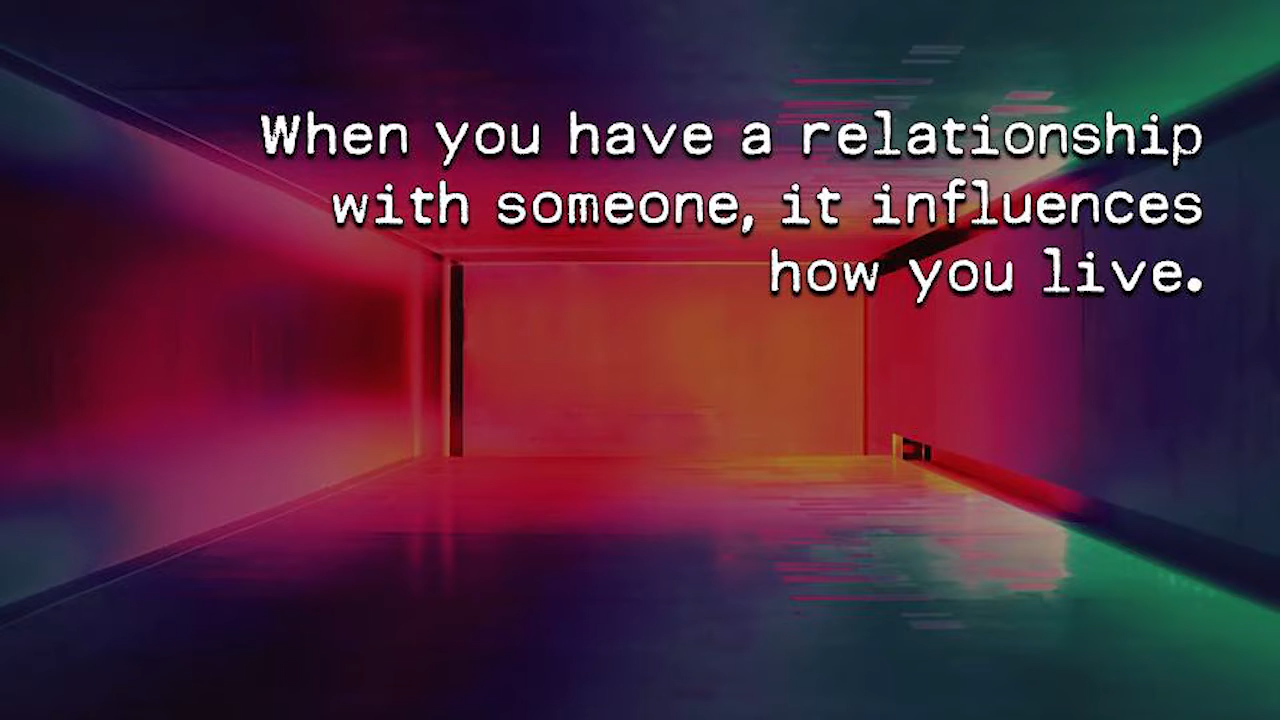 When you have a relationship
with someone, it influences
how you live.